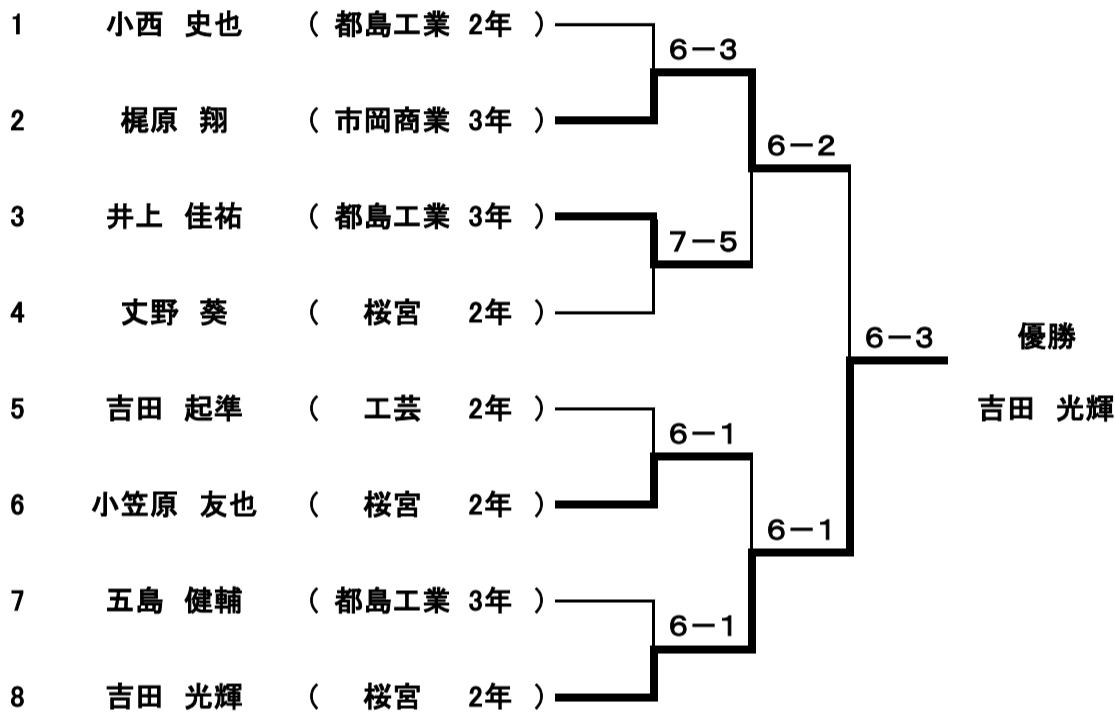 1 小西 史也 ( 都島工業 2年 )
6－3
2 梶原 翔 ( 市岡商業 3年 )
6－2
3 井上 佳祐 ( 都島工業 3年 )
7－5
4 丈野 葵 ( 桜宮 2年 )
6－3 優勝
5 吉田 起準 ( 工芸 2年 ) 吉田 光輝
6－1
6 小笠原 友也 ( 桜宮 2年 )
6－1
7 五島 健輔 ( 都島工業 3年 )
6－1
8 吉田 光輝 ( 桜宮 2年 )